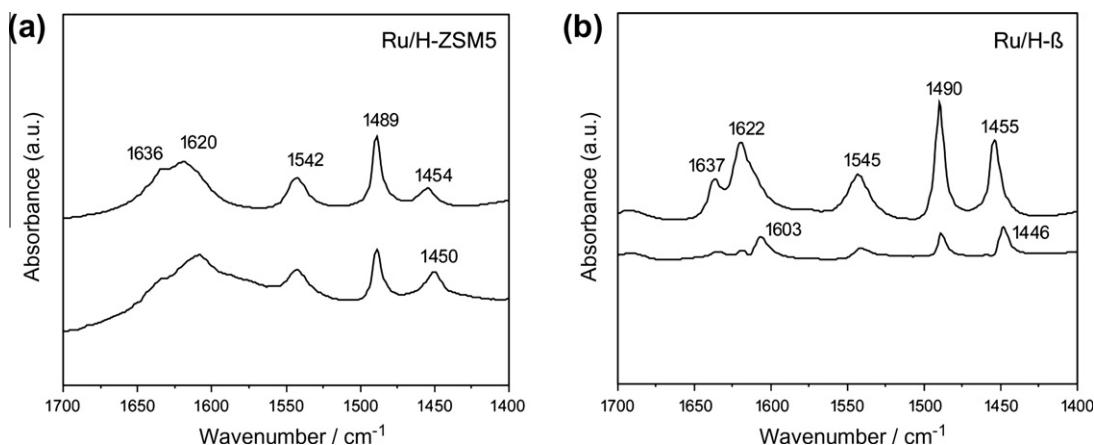 (a)
Ru/H-ZSM5
1636
1620
1542
1489
1454
1450
Absorbance (a.u.)
1700 1650 1600 1550 1500 1450 1400
Wavenumber / cm⁻¹
(b)
Ru/H-ß
1637
1622
1545
1490
1455
1603
1446
Absorbance (a.u.)
1700 1650 1600 1550 1500 1450 1400
Wavenumber / cm⁻¹